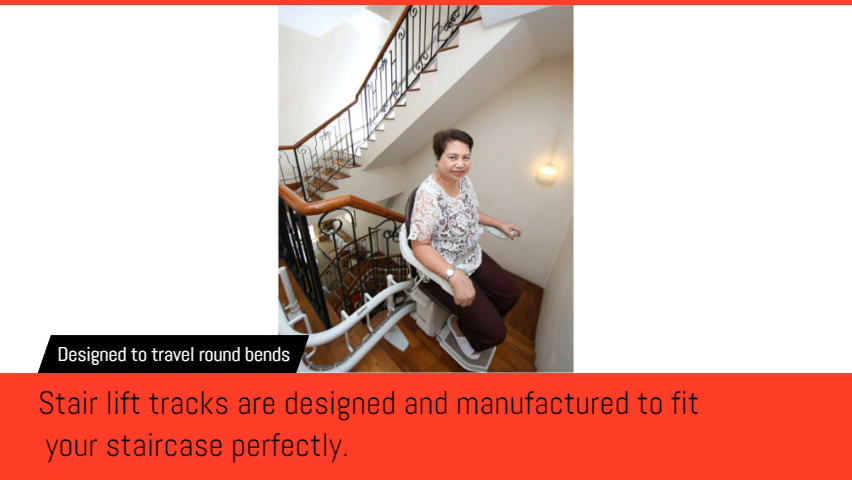 Designed to travel round bends
Stair lift tracks are designed and manufactured to fit
your staircase perfectly.